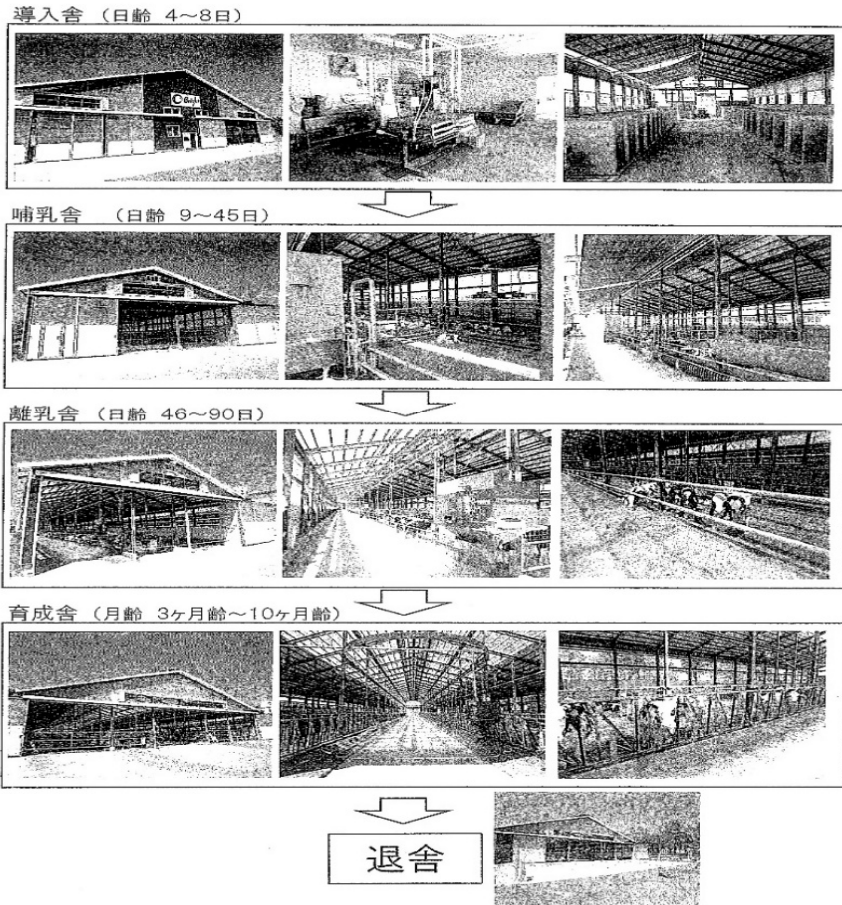 導入舎 （日齢 4～8日）
哺乳舎 （日齢 9～45日）
離乳舎 （日齢 46～90日）
育成舎 （月齢 3ヶ月齢～10ヶ月齢）
退舎